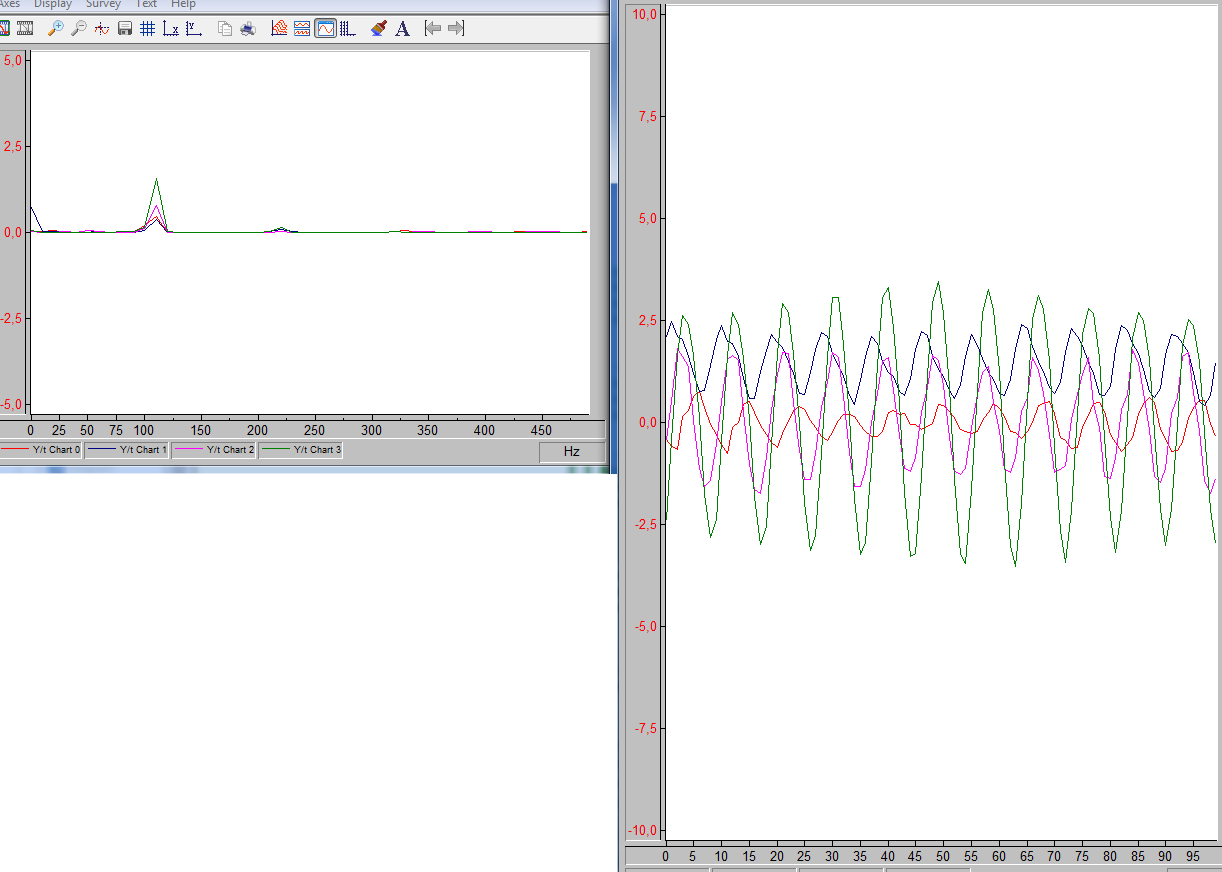 Axes Display Survey Text Help
A
5,0
2,5
0,0
-2,5
-5,0
0 25 50 75 100 150 200 250 300 350 400 450
Y/t Chart 0 Y/t Chart 1 Y/t Chart 2 Y/t Chart 3 Hz
10,0
7,5
5,0
2,5
0,0
-2,5
-5,0
-7,5
-10,0
0 5 10 15 20 25 30 35 40 45 50 55 60 65 70 75 80 85 90 95